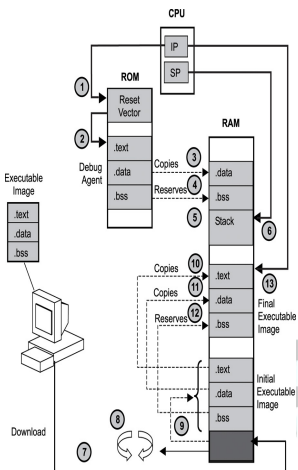 CPU
IP
SP
1
ROM
Reset
Vector
2
.text
Debug
Agent
.data
.bss
RAM
Copies
3
.data
Reserves
4
.bss
5
Stack
6
Executable
Image
.text
.data
.bss
Copies
10
.text
13
Copies
11
.data
Final
Executable
Image
Reserves
12
.bss
.text
.data
.bss
Initial
Executable
Image
8
9
Download
7